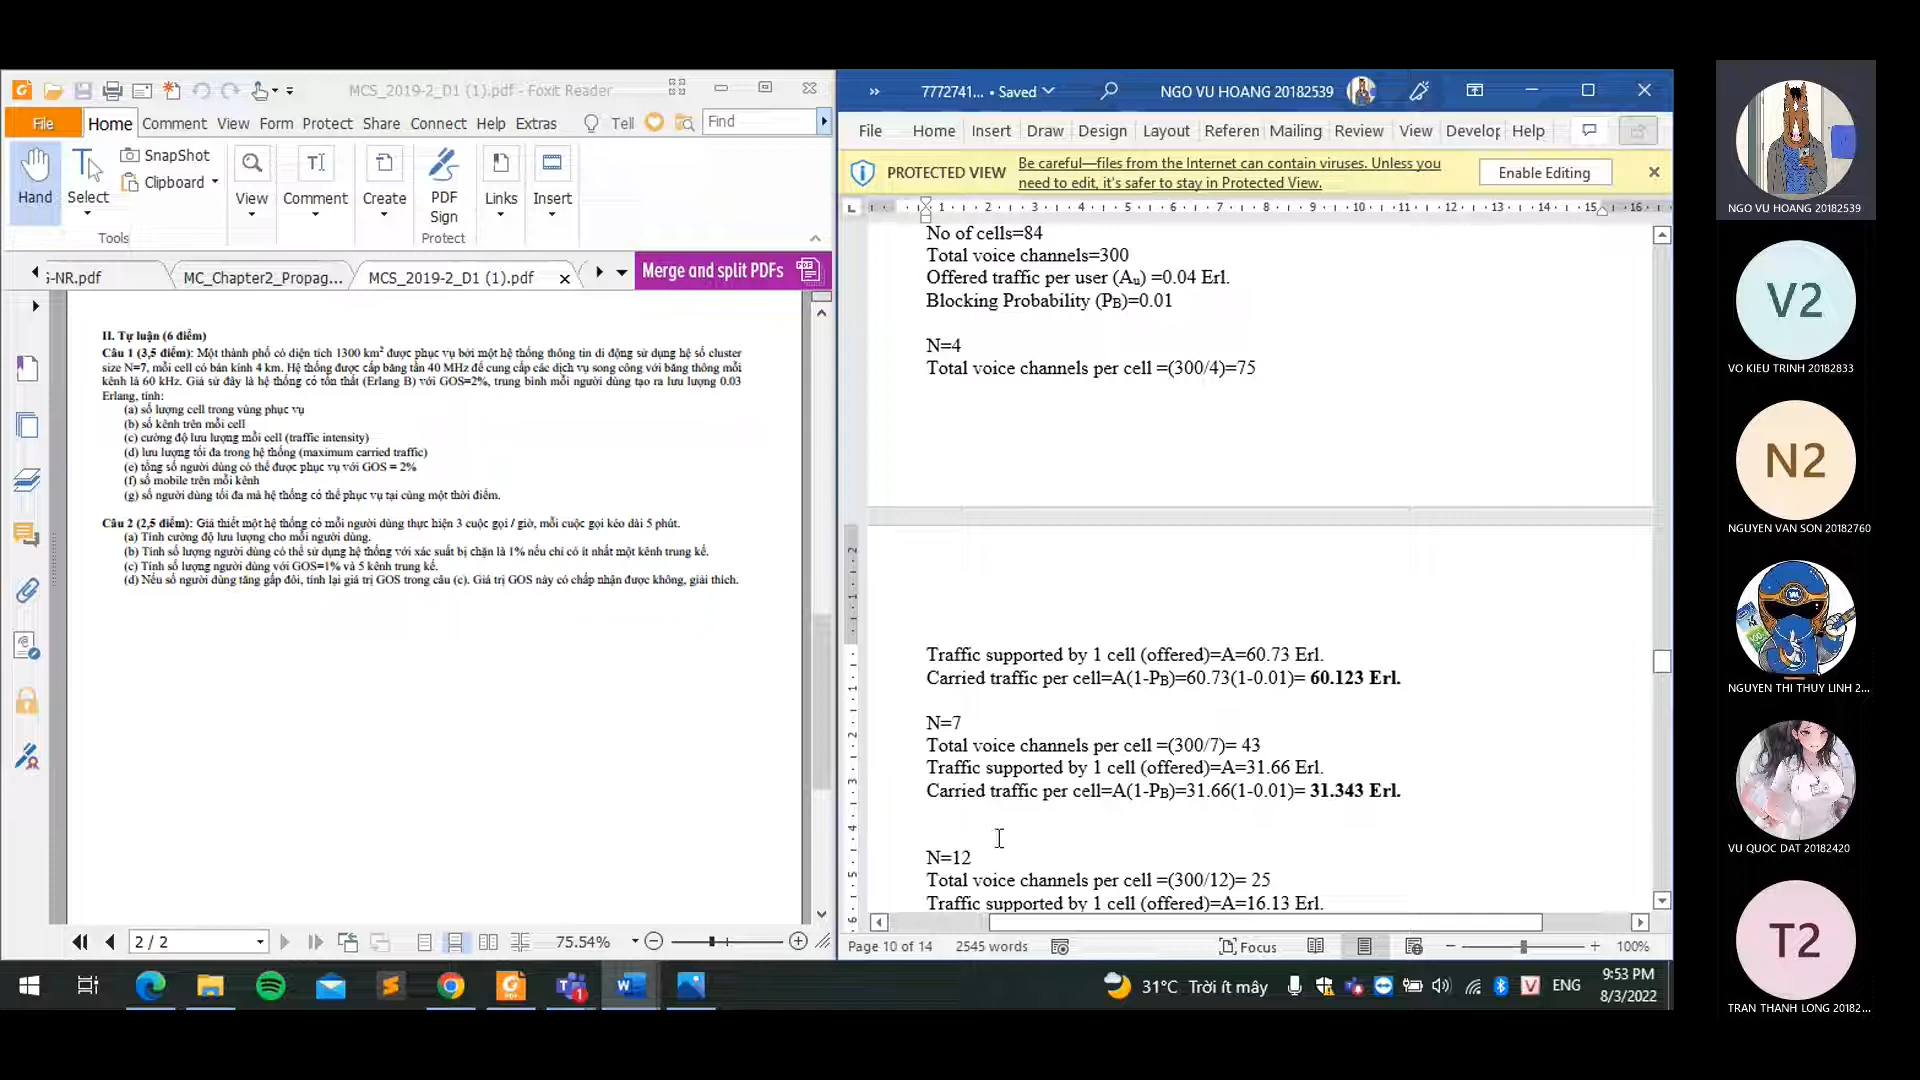 MCS_2019-2_D1 (1).pdf - Foxit Reader
File Home Comment View Form Protect Share Connect Help Extras Tell Find
Hand
Select
SnapShot
Clipboard
View
Comment
Create
PDF
Sign
Links
Insert
Tools
Protect
-NR.pdf
MC_Chapter2_Propag...
MCS_2019-2_D1 (1).pdf
Merge and split PDFs
II. Tự luận (6 điểm)
Câu 1 (3,5 điểm): Một thành phố có diện tích 1300 km² được phục vụ bởi một hệ thống thông tin di động sử dụng hệ số cluster
size N=7, mỗi cell có bán kính 4 km. Hệ thống được cấp băng tần 40 MHz để cung cấp các dịch vụ song công với băng thông mỗi
kênh là 60 kHz. Giả sử đây là hệ thống có tổn thất (Erlang B) với GOS=2%, trung bình mỗi người dùng tạo ra lưu lượng 0.03
Erlang, tính:
(a) số lượng cell trong vùng phục vụ
(b) số kênh trên mỗi cell
(c) cường độ lưu lượng mỗi cell (traffic intensity)
(d) lưu lượng tối đa trong hệ thống (maximum carried traffic)
(e) tổng số người dùng có thể được phục vụ với GOS = 2%
(f) số mobile trên mỗi kênh
(g) số người dùng tối đa mà hệ thống có thể phục vụ tại cùng một thời điểm.
Câu 2 (2,5 điểm): Giả thiết một hệ thống có mỗi người dùng thực hiện 3 cuộc gọi / giờ, mỗi cuộc gọi kéo dài 5 phút.
(a) Tính cường độ lưu lượng cho mỗi người dùng.
(b) Tính số lượng người dùng có thể sử dụng hệ thống với xác suất bị chặn là 1% nếu chỉ có ít nhất một kênh trung kế.
(c) Tính số lượng người dùng với GOS=1% và 5 kênh trung kế.
(d) Nếu số người dùng tăng gấp đôi, tính lại giá trị GOS trong câu (c). Giá trị GOS này có chấp nhận được không, giải thích.
2 / 2
75.54%
7772741... • Saved
NGO VU HOANG 20182539
File Home Insert Draw Design Layout Referen Mailing Review View Develop Help
PROTECTED VIEW
Be careful—files from the Internet can contain viruses. Unless you
need to edit, it's safer to stay in Protected View.
Enable Editing
1 2 3 4 5 6 7 8 9 10 11 12 13 14 15 16
No of cells=84
Total voice channels=300
Offered traffic per user (Au) =0.04 Erl.
Blocking Probability (PB)=0.01
N=4
Total voice channels per cell =(300/4)=75
Traffic supported by 1 cell (offered)=A=60.73 Erl.
Carried traffic per cell=A(1-PB)=60.73(1-0.01)= 60.123 Erl.
N=7
Total voice channels per cell =(300/7)= 43
Traffic supported by 1 cell (offered)=A=31.66 Erl.
Carried traffic per cell=A(1-PB)=31.66(1-0.01)= 31.343 Erl.
N=12
Total voice channels per cell =(300/12)= 25
Traffic supported by 1 cell (offered)=A=16.13 Erl.
Page 10 of 14
2545 words
Focus
100%
31°C Trời ít mây
ENG
9:53 PM
8/3/2022
NGO VU HOANG 20182539
V2
VO KIEU TRINH 20182833
N2
NGUYEN VAN SON 20182760
NGUYEN THI THUY LINH 2...
VU QUOC DAT 20182420
T2
TRAN THANH LONG 20182...